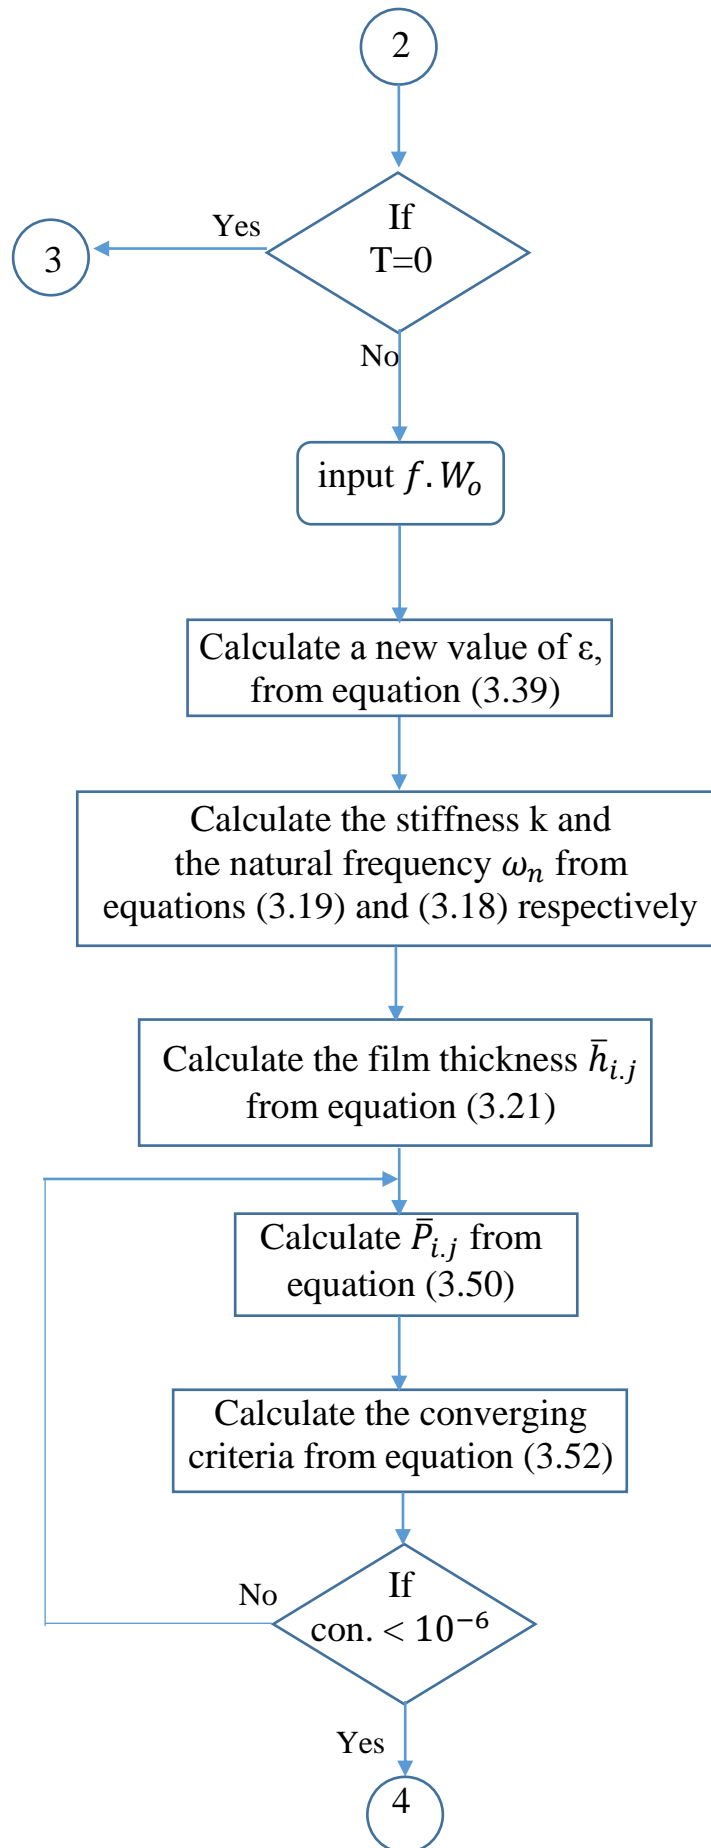 2
If
T=0
Yes
3
No
input f.Wₒ
Calculate a new value of ε,
from equation (3.39)
Calculate the stiffness k and
the natural frequency ωₙ from
equations (3.19) and (3.18) respectively
Calculate the film thickness h̄ᵢ.ⱼ
from equation (3.21)
Calculate P̄ᵢ.ⱼ from
equation (3.50)
Calculate the converging
criteria from equation (3.52)
If
con. < 10⁻⁶
No
Yes
4